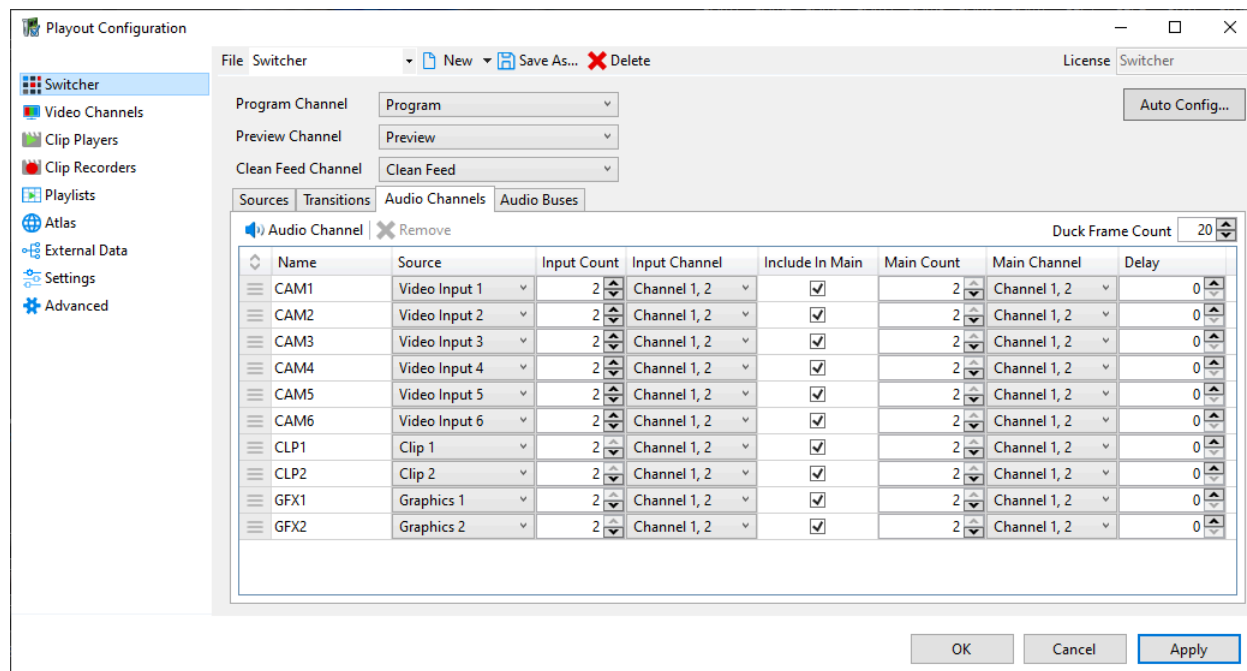 Playout Configuration
File Switcher New Save As... Delete License Switcher
Switcher
Video Channels
Clip Players
Clip Recorders
Playlists
Atlas
External Data
Settings
Advanced
Program Channel Program Auto Config...
Preview Channel Preview
Clean Feed Channel Clean Feed
Sources Transitions Audio Channels Audio Buses
Audio Channel Remove Duck Frame Count 20
Name Source Input Count Input Channel Include In Main Main Count Main Channel Delay
CAM1 Video Input 1 2 Channel 1, 2 2 Channel 1, 2 0
CAM2 Video Input 2 2 Channel 1, 2 2 Channel 1, 2 0
CAM3 Video Input 3 2 Channel 1, 2 2 Channel 1, 2 0
CAM4 Video Input 4 2 Channel 1, 2 2 Channel 1, 2 0
CAM5 Video Input 5 2 Channel 1, 2 2 Channel 1, 2 0
CAM6 Video Input 6 2 Channel 1, 2 2 Channel 1, 2 0
CLP1 Clip 1 2 Channel 1, 2 2 Channel 1, 2 0
CLP2 Clip 2 2 Channel 1, 2 2 Channel 1, 2 0
GFX1 Graphics 1 2 Channel 1, 2 2 Channel 1, 2 0
GFX2 Graphics 2 2 Channel 1, 2 2 Channel 1, 2 0
OK Cancel Apply